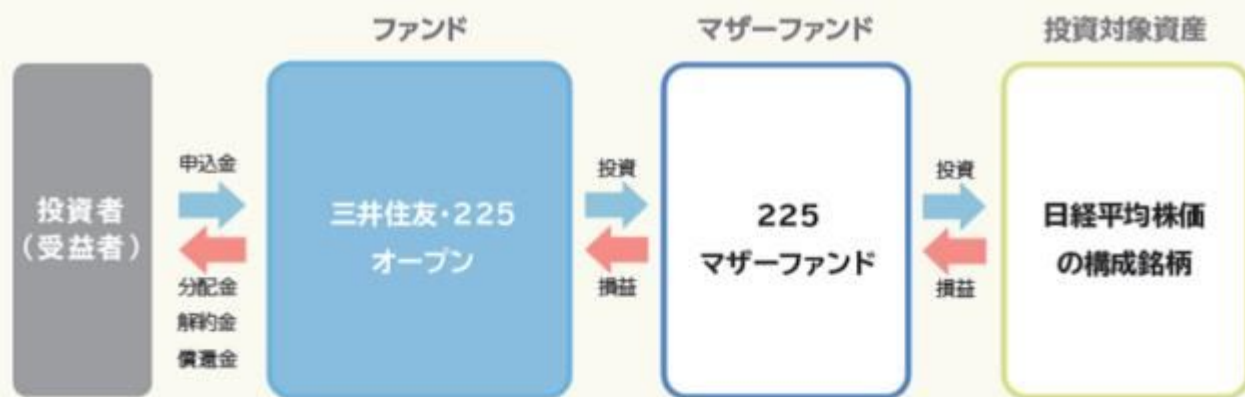 ファンド
マザーファンド
投資対象資産
投資者
（受益者）
申込金
分配金
解約金
償還金
三井住友・225
オープン
投資
損益
225
マザーファンド
投資
損益
日経平均株価
の構成銘柄